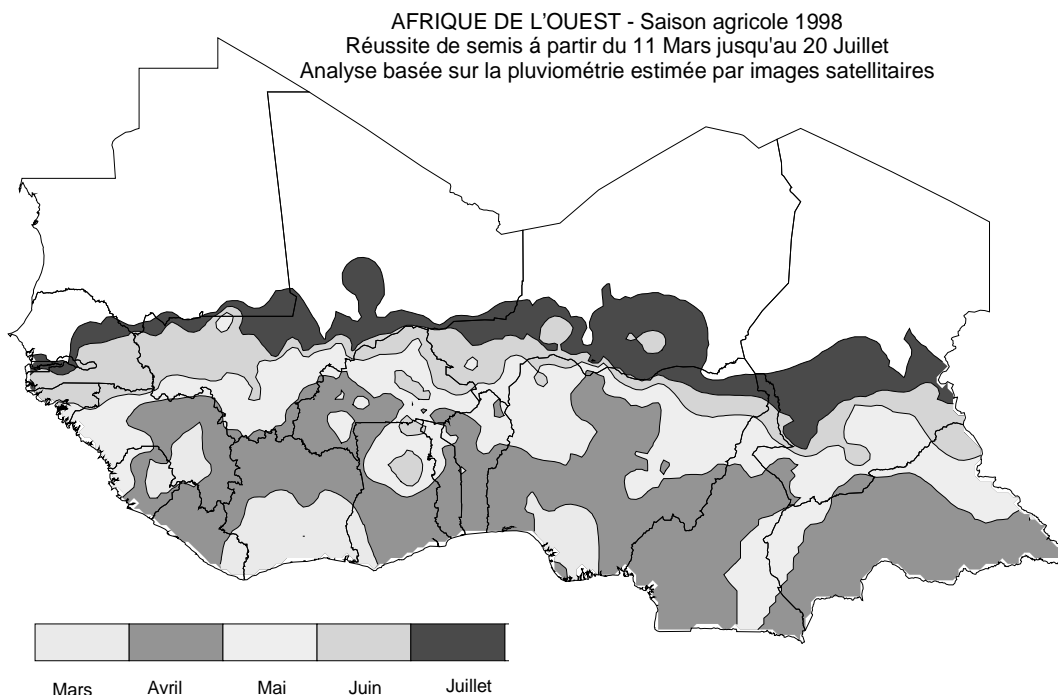 AFRIQUE DE L'OUEST - Saison agricole 1998
Réussite de semis á partir du 11 Mars jusqu'au 20 Juillet
Analyse basée sur la pluviométrie estimée par images satellitaires
Mars Avril Mai Juin Juillet